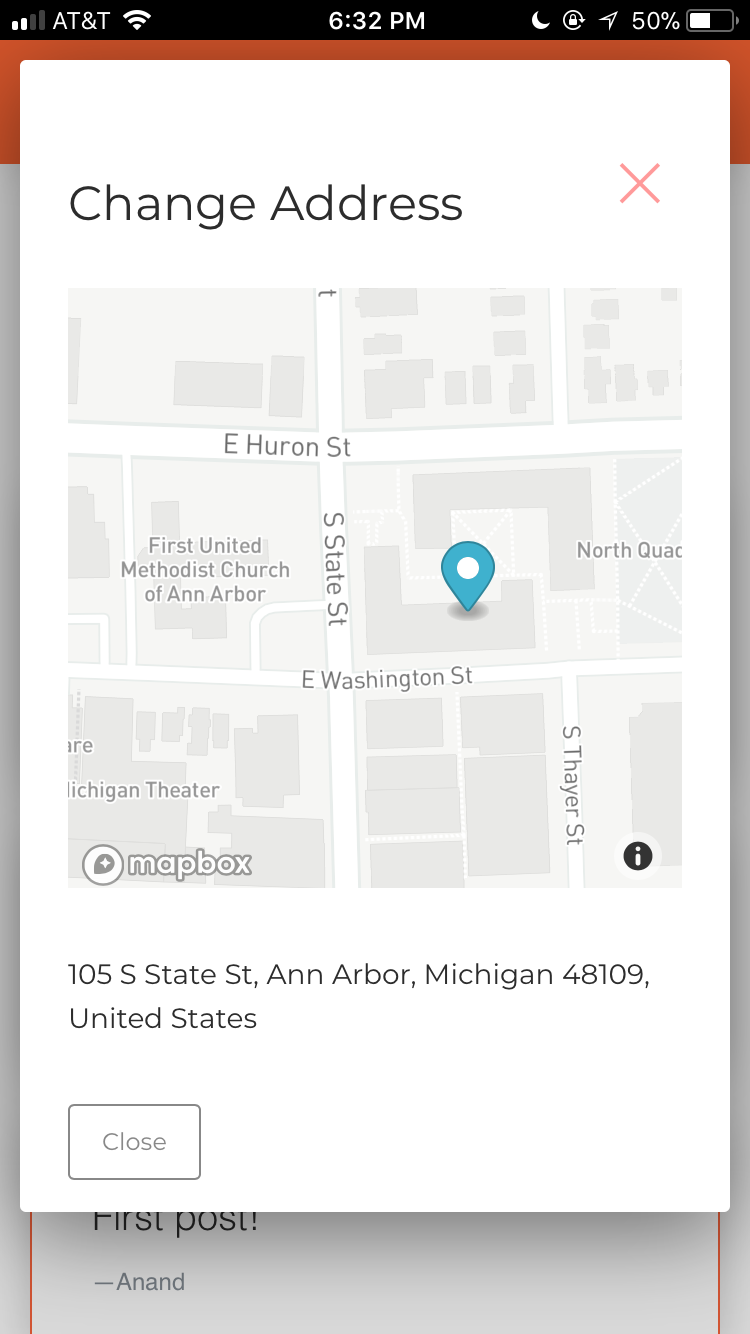 AT&T
6:32 PM
50%
Change Address
t
E Huron St
S State St
First United
Methodist Church
of Ann Arbor
North Quad
E Washington St
are
Michigan Theater
S Thayer St
mapbox
105 S State St, Ann Arbor, Michigan 48109,
United States
Close
First post!
—Anand